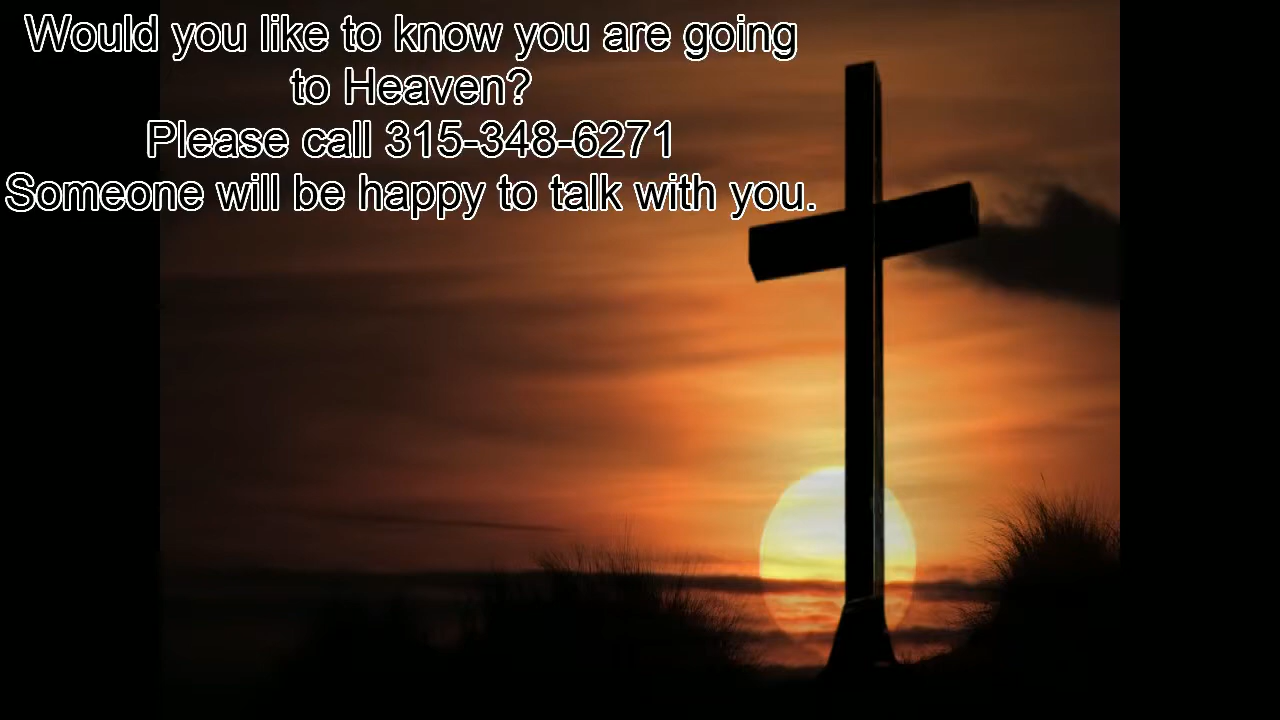 Would you like to know you are going
to Heaven?
Please call 315-348-6271
Someone will be happy to talk with you.